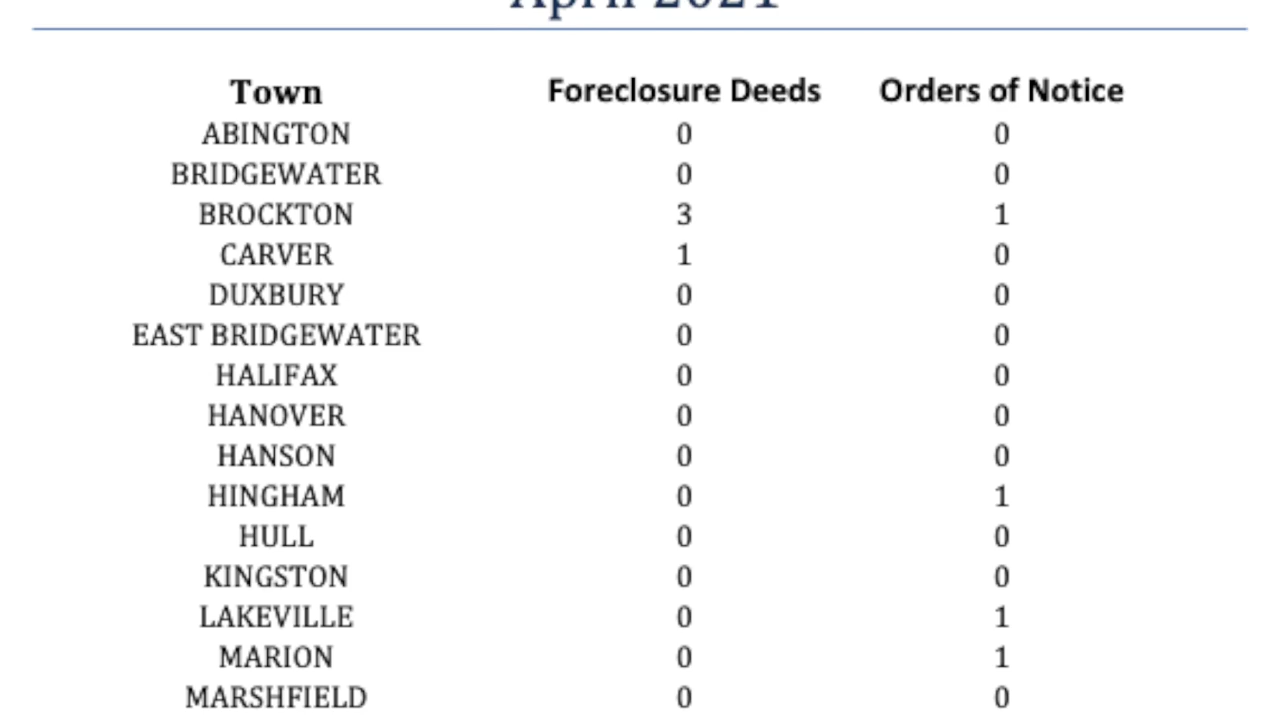 April 2021
Town Foreclosure Deeds Orders of Notice
ABINGTON 0 0
BRIDGEWATER 0 0
BROCKTON 3 1
CARVER 1 0
DUXBURY 0 0
EAST BRIDGEWATER 0 0
HALIFAX 0 0
HANOVER 0 0
HANSON 0 0
HINGHAM 0 1
HULL 0 0
KINGSTON 0 0
LAKEVILLE 0 1
MARION 0 1
MARSHFIELD 0 0